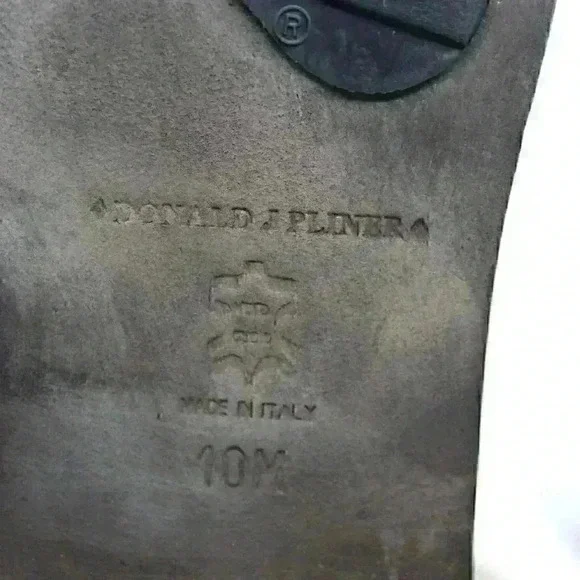 ®
♠DONALD J PLINER♠
MADE IN ITALY
10M